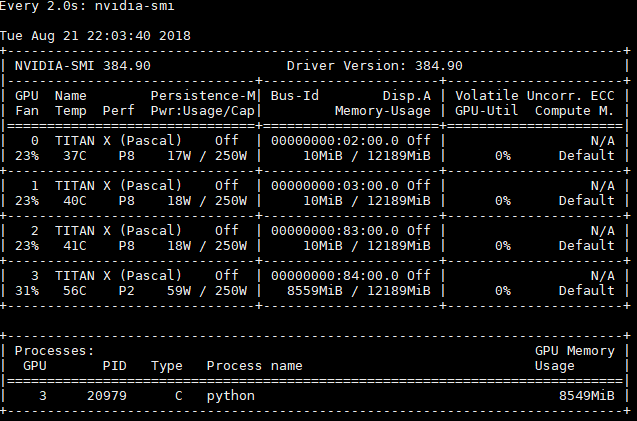 Every 2.0s: nvidia-smi
Tue Aug 21 22:03:40 2018
+-----------------------------------------------------------------------------+
| NVIDIA-SMI 384.90                 Driver Version: 384.90                    |
|-------------------------------+----------------------+----------------------+
| GPU  Name        Persistence-M| Bus-Id        Disp.A | Volatile Uncorr. ECC |
| Fan  Temp  Perf  Pwr:Usage/Cap|         Memory-Usage | GPU-Util  Compute M. |
|===============================+======================+======================|
|   0  TITAN X (Pascal)    Off  | 00000000:02:00.0 Off |                  N/A |
| 23%   37C    P8    17W / 250W |     10MiB / 12189MiB |      0%      Default |
+-------------------------------+----------------------+----------------------+
|   1  TITAN X (Pascal)    Off  | 00000000:03:00.0 Off |                  N/A |
| 23%   40C    P8    18W / 250W |     10MiB / 12189MiB |      0%      Default |
+-------------------------------+----------------------+----------------------+
|   2  TITAN X (Pascal)    Off  | 00000000:83:00.0 Off |                  N/A |
| 23%   41C    P8    18W / 250W |     10MiB / 12189MiB |      0%      Default |
+-------------------------------+----------------------+----------------------+
|   3  TITAN X (Pascal)    Off  | 00000000:84:00.0 Off |                  N/A |
| 31%   56C    P2    59W / 250W |   8559MiB / 12189MiB |      0%      Default |
+-------------------------------+----------------------+----------------------+
+-----------------------------------------------------------------------------+
| Processes:                                                       GPU Memory |
|  GPU       PID   Type   Process name                             Usage      |
|=============================================================================|
|    3     20979      C   python                                      8549MiB |
+-----------------------------------------------------------------------------+